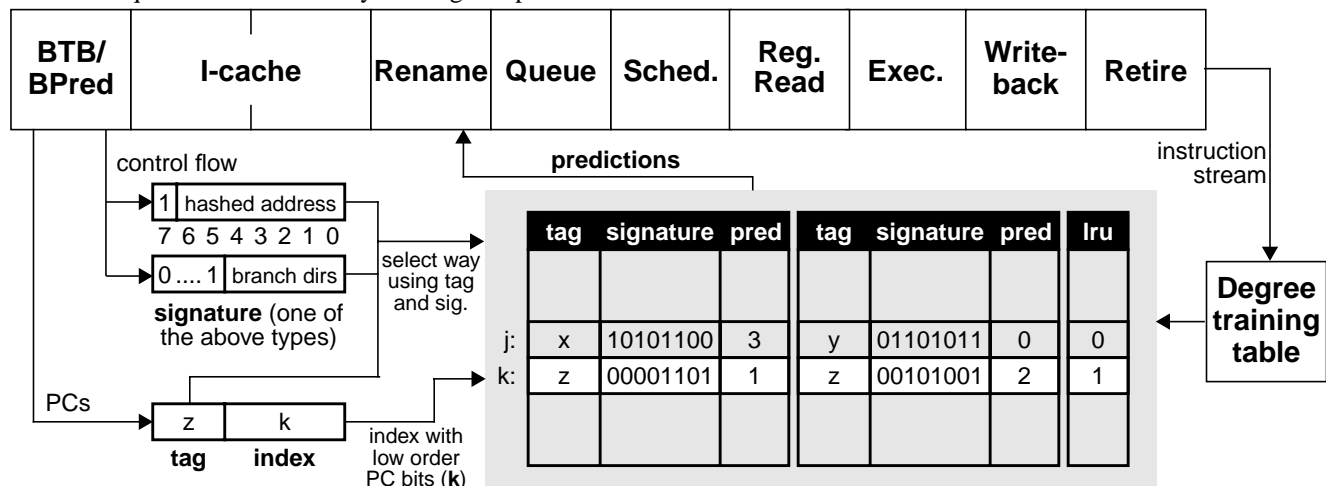 BTB/
BPred
I-cache
Rename
Queue
Sched.
Reg.
Read
Exec.
Write-
back
Retire
control flow
predictions
instruction
stream
1 hashed address
7 6 5 4 3 2 1 0
0 .... 1 branch dirs
signature (one of
the above types)
select way
using tag
and sig.
tag signature pred tag signature pred lru
j: x 10101100 3 y 01101011 0 0
k: z 00001101 1 z 00101001 2 1
Degree
training
table
PCs
z k
tag index
index with
low order
PC bits (k)